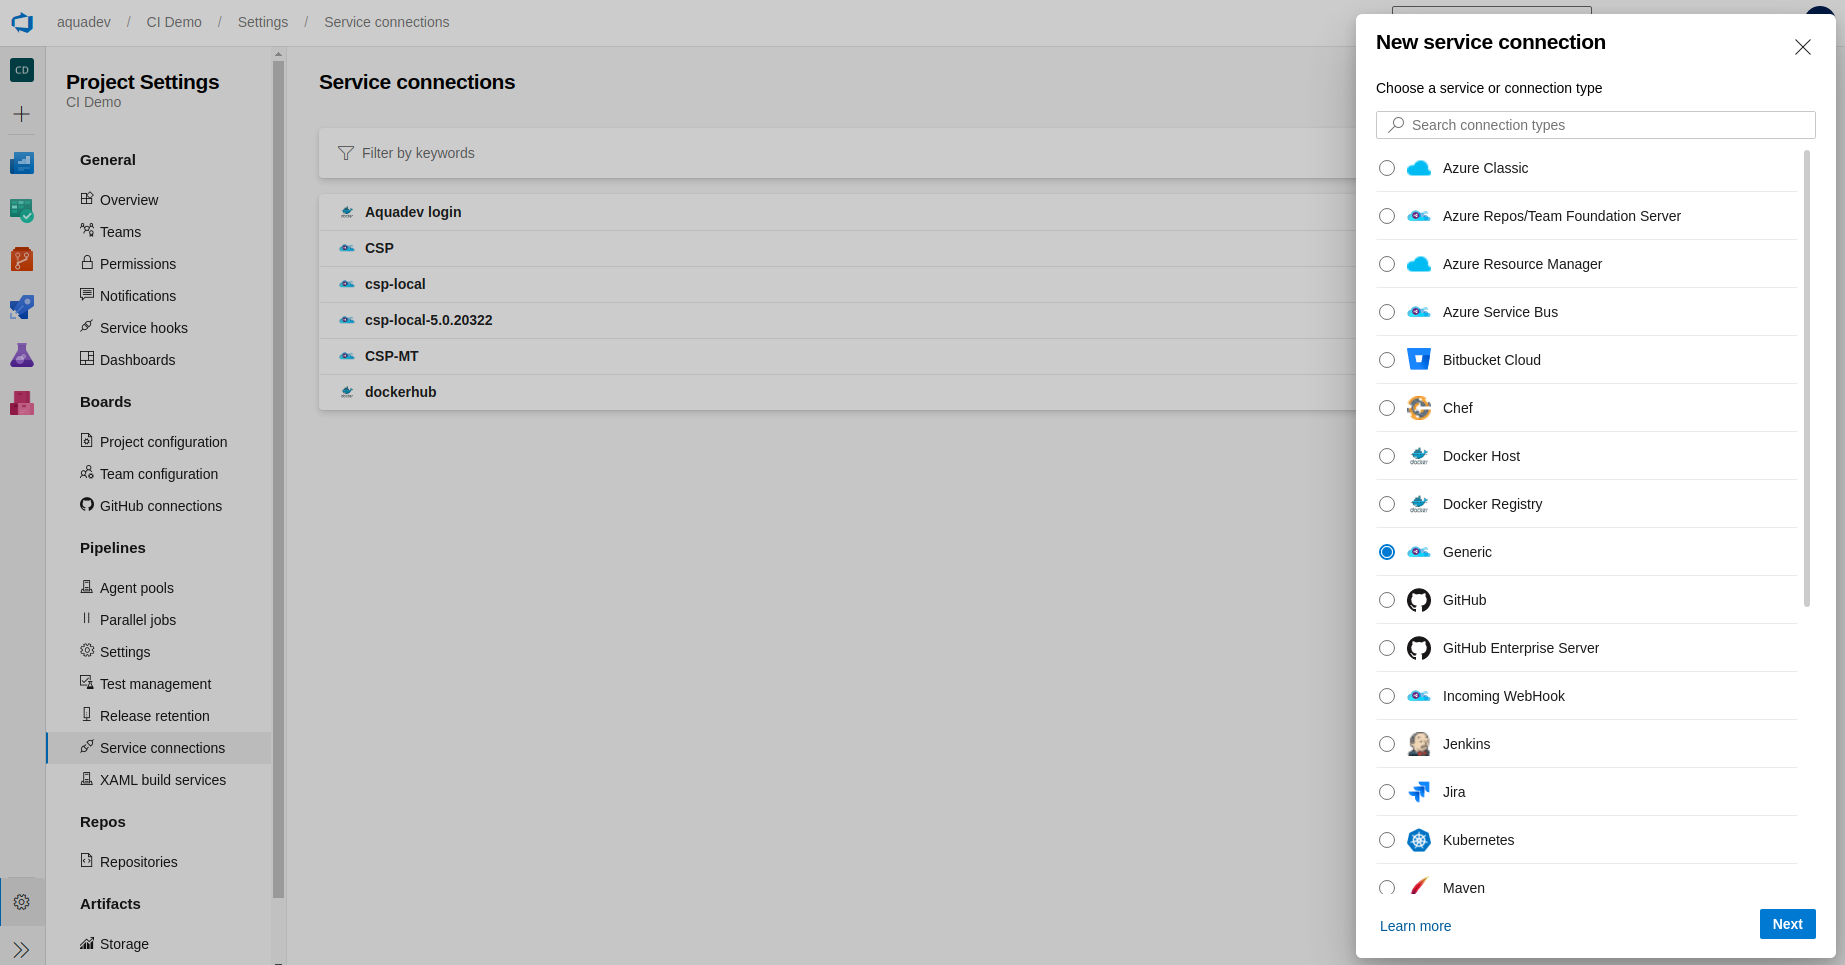 aquadev / CI Demo / Settings / Service connections
CD
Project Settings
CI Demo
General
Overview
Teams
Permissions
Notifications
Service hooks
Dashboards
Boards
Project configuration
Team configuration
GitHub connections
Pipelines
Agent pools
Parallel jobs
Settings
Test management
Release retention
Service connections
XAML build services
Repos
Repositories
Artifacts
Storage
Service connections
Filter by keywords
docker Aquadev login
CSP
csp-local
csp-local-5.0.20322
CSP-MT
docker dockerhub
New service connection
Choose a service or connection type
Search connection types
Azure Classic
Azure Repos/Team Foundation Server
Azure Resource Manager
Azure Service Bus
Bitbucket Cloud
Chef
docker Docker Host
docker Docker Registry
Generic
GitHub
GitHub Enterprise Server
Incoming WebHook
Jenkins
Jira
Kubernetes
Maven
Learn more
Next